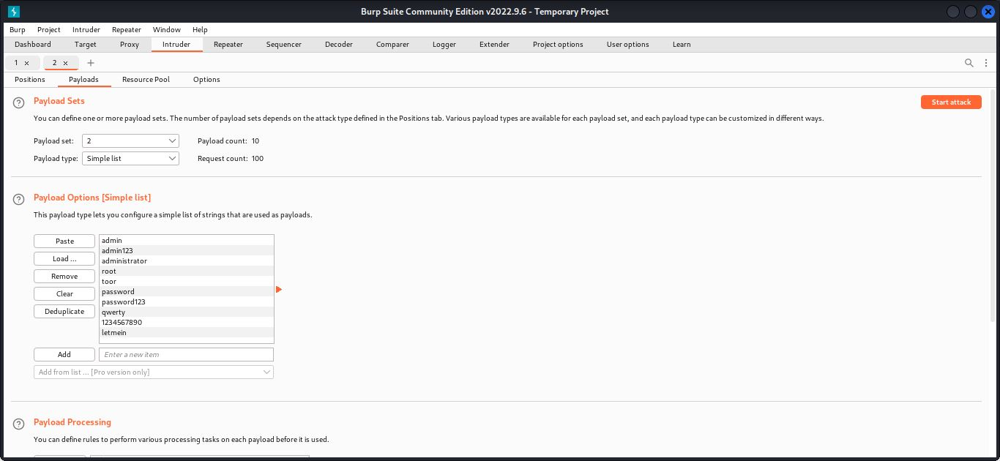 Burp Suite Community Edition v2022.9.6 - Temporary Project
Burp Project Intruder Repeater Window Help
Dashboard Target Proxy Intruder Repeater Sequencer Decoder Comparer Logger Extender Project options User options Learn
1 × 2 × +
Positions Payloads Resource Pool Options
? Payload Sets Start attack
You can define one or more payload sets. The number of payload sets depends on the attack type defined in the Positions tab. Various payload types are available for each payload set, and each payload type can be customized in different ways.
Payload set: 2 Payload count: 10
Payload type: Simple list Request count: 100
? Payload Options [Simple list]
This payload type lets you configure a simple list of strings that are used as payloads.
Paste
Load ...
Remove
Clear
Deduplicate
admin
admin123
administrator
root
toor
password
password123
qwerty
1234567890
letmein
Add Enter a new item
Add from list ... [Pro version only]
? Payload Processing
You can define rules to perform various processing tasks on each payload before it is used.